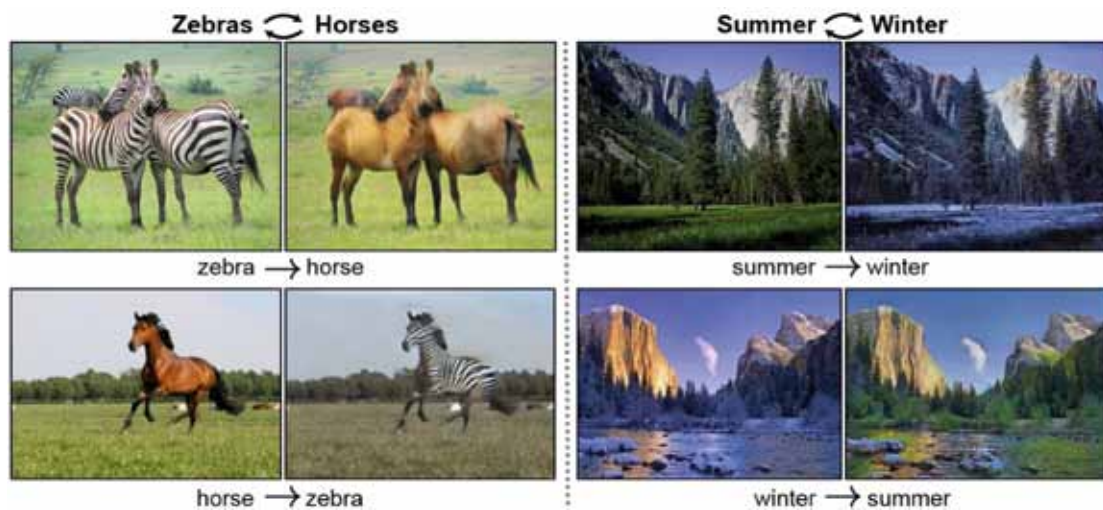 Zebras Horses
zebra → horse
horse → zebra
Summer Winter
summer → winter
winter → summer